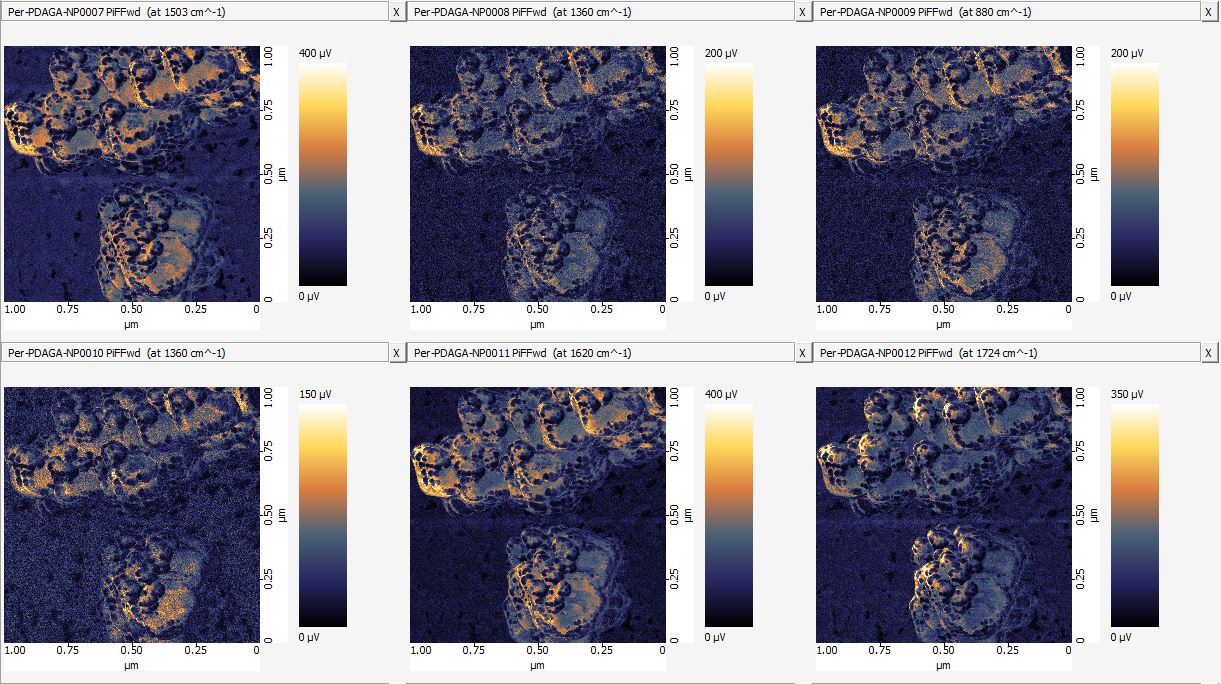 Per-PDAGA-NP0007 PiFFwd (at 1503 cm^-1) X Per-PDAGA-NP0008 PiFFwd (at 1360 cm^-1) X Per-PDAGA-NP0009 PiFFwd (at 880 cm^-1) X
1.00 400 µV 1.00 200 µV 1.00 200 µV
0.75 0.75 0.75
0.50 µm 0.50 µm 0.50 µm
0.25 0.25 0.25
0 0 µV 0 0 µV 0 0 µV
1.00 0.75 0.50 0.25 0 1.00 0.75 0.50 0.25 0 1.00 0.75 0.50 0.25 0
µm µm µm
Per-PDAGA-NP0010 PiFFwd (at 1360 cm^-1) X Per-PDAGA-NP0011 PiFFwd (at 1620 cm^-1) X Per-PDAGA-NP0012 PiFFwd (at 1724 cm^-1) X
1.00 150 µV 1.00 400 µV 1.00 350 µV
0.75 0.75 0.75
0.50 µm 0.50 µm 0.50 µm
0.25 0.25 0.25
0 0 µV 0 0 µV 0 0 µV
1.00 0.75 0.50 0.25 0 1.00 0.75 0.50 0.25 0 1.00 0.75 0.50 0.25 0
µm µm µm